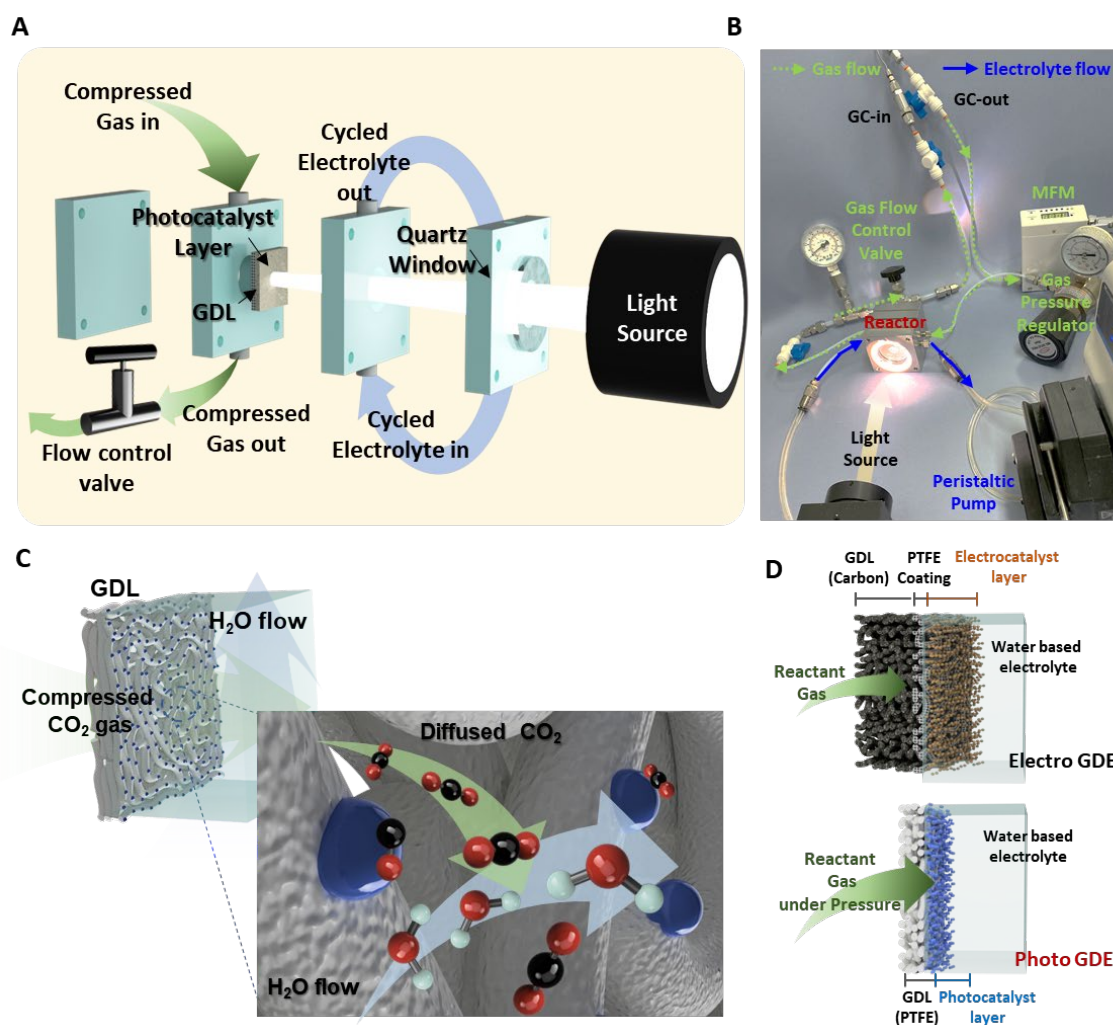 A
Compressed
Gas in
Cycled
Electrolyte
out
Photocatalyst
Layer
GDL
Quartz
Window
Light
Source
Compressed
Gas out
Cycled
Electrolyte in
Flow control
valve
B
Gas flow
Electrolyte flow
GC-out
GC-in
MFM
Gas Flow
Control
Valve
Gas
Pressure
Regulator
Reactor
Light
Source
Peristaltic
Pump
C
GDL
H₂O flow
Compressed
CO₂ gas
Diffused CO₂
H₂O flow
D
GDL
(Carbon)
PTFE
Coating
Electrocatalyst
layer
Water based
electrolyte
Reactant
Gas
Electro GDE
Water based
electrolyte
Reactant
Gas
under Pressure
Photo GDE
GDL
(PTFE)
Photocatalyst
layer